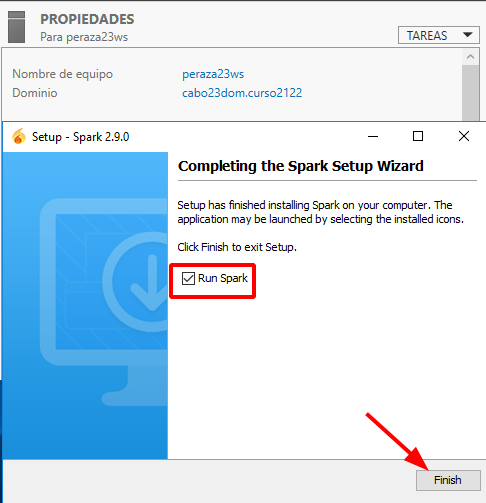 PROPIEDADES
Para peraza23ws
TAREAS
Nombre de equipo peraza23ws
Dominio cabo23dom.curso2122
Setup - Spark 2.9.0
Completing the Spark Setup Wizard
Setup has finished installing Spark on your computer. The
application may be launched by selecting the installed icons.
Click Finish to exit Setup.
Run Spark
Finish